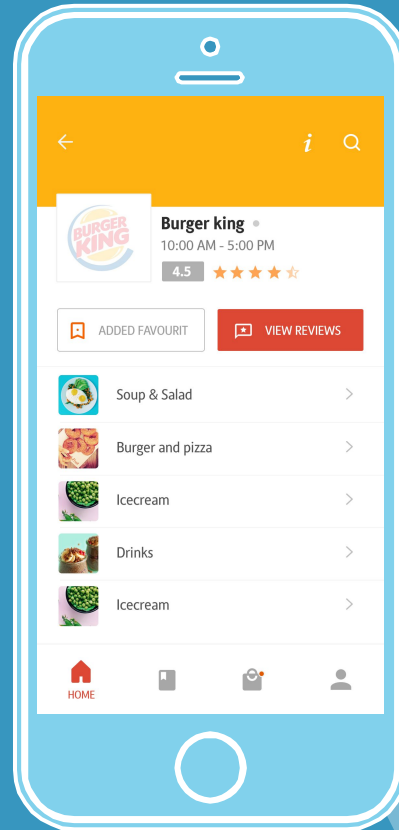 i
BURGER
KING
Burger king
10:00 AM - 5:00 PM
4.5
ADDED FAVOURIT
VIEW REVIEWS
Soup & Salad
Burger and pizza
Icecream
Drinks
Icecream
HOME